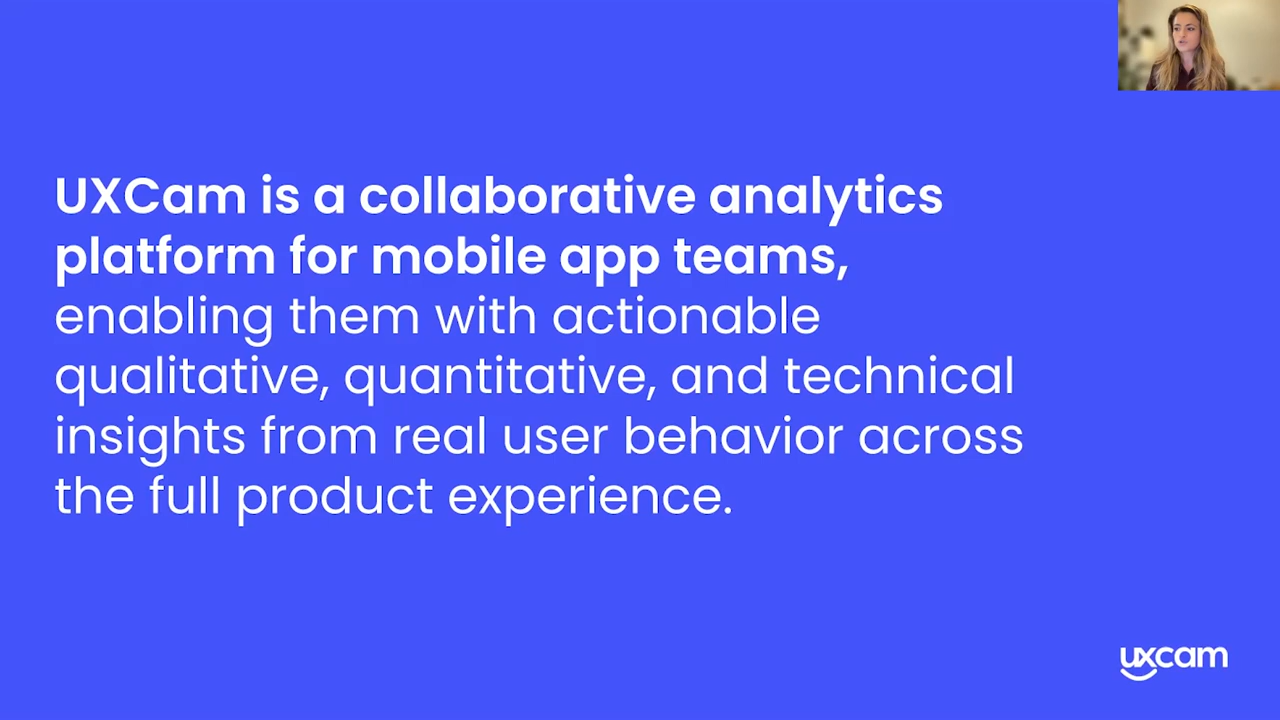 UXCam is a collaborative analytics
platform for mobile app teams,
enabling them with actionable
qualitative, quantitative, and technical
insights from real user behavior across
the full product experience.
uxcam